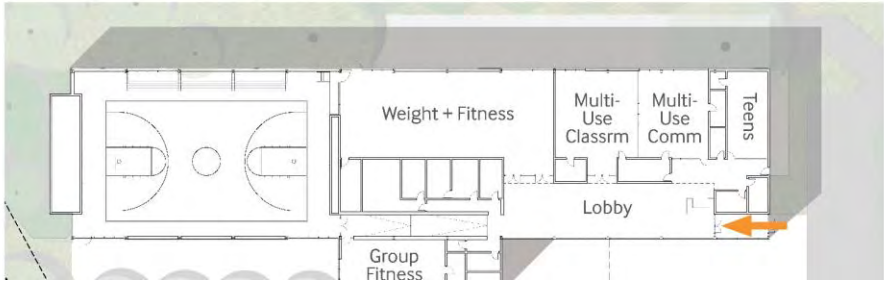 Weight + Fitness
Multi-
Use
Classrm
Multi-
Use
Comm
Teens
Lobby
Group
Fitness